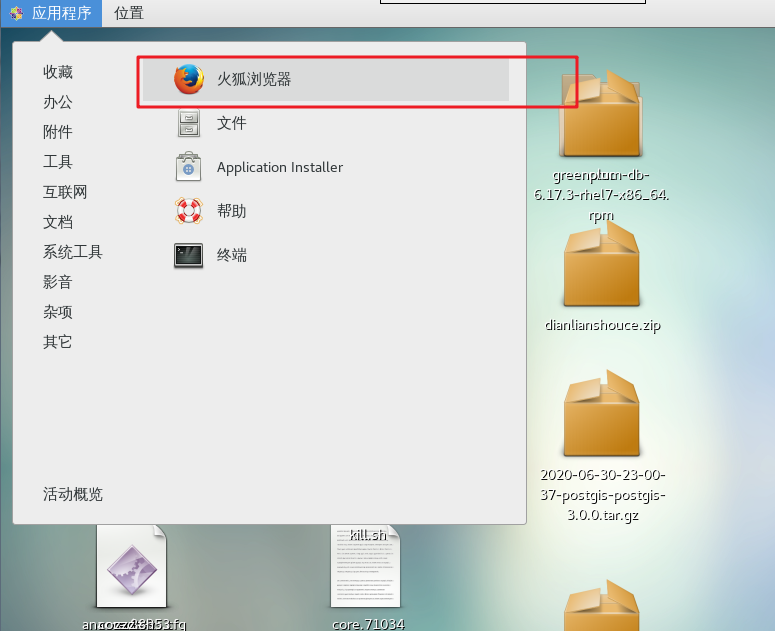 应用程序 位置
收藏
办公
附件
工具
互联网
文档
系统工具
影音
杂项
其它
活动概览
火狐浏览器
文件
Application Installer
帮助
终端
greenplum-db-
6.17.3-rhel7-x86_64.
rpm
dianlianshouce.zip
2020-06-30-23-00-
37-postgis-postgis-
3.0.0.tar.gz
kill.sh
core.71034